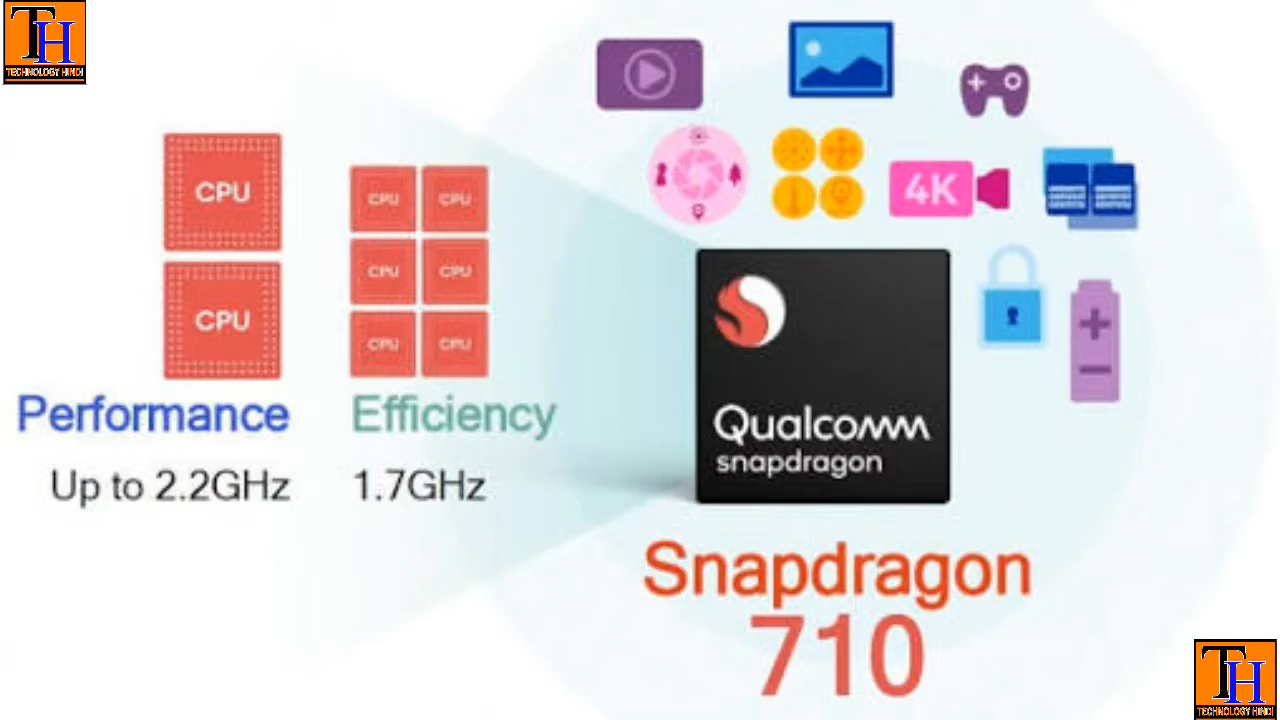 TH
TECHNOLOGY HINDI
CPU
CPU
CPU CPU
CPU CPU
CPU CPU
Performance
Efficiency
Up to 2.2GHz
1.7GHz
4K
Qualcomm
snapdragon
Snapdragon
710
TH
TECHNOLOGY HINDI